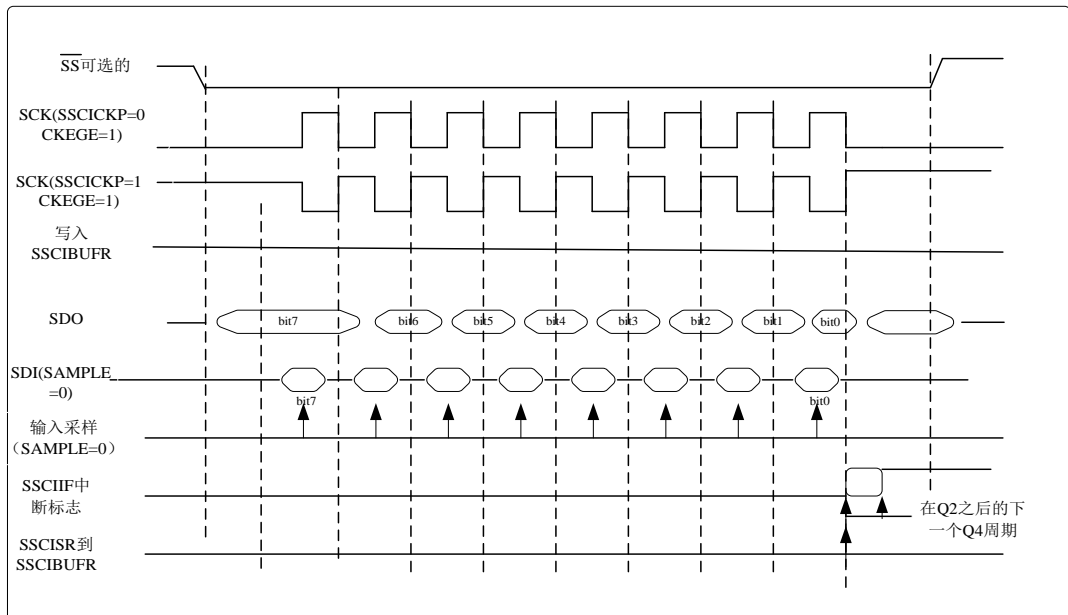 SS可选的
SCK(SSCICKP=0
CKEGE=1)
SCK(SSCICKP=1
CKEGE=1)
写入
SSCIBUFR
SDO
bit7
bit6
bit5
bit4
bit3
bit2
bit1
bit0
SDI(SAMPLE
=0)
bit7
bit0
输入采样
（SAMPLE=0）
SSCIIF中
断标志
在Q2之后的下
一个Q4周期
SSCISR到
SSCIBUFR